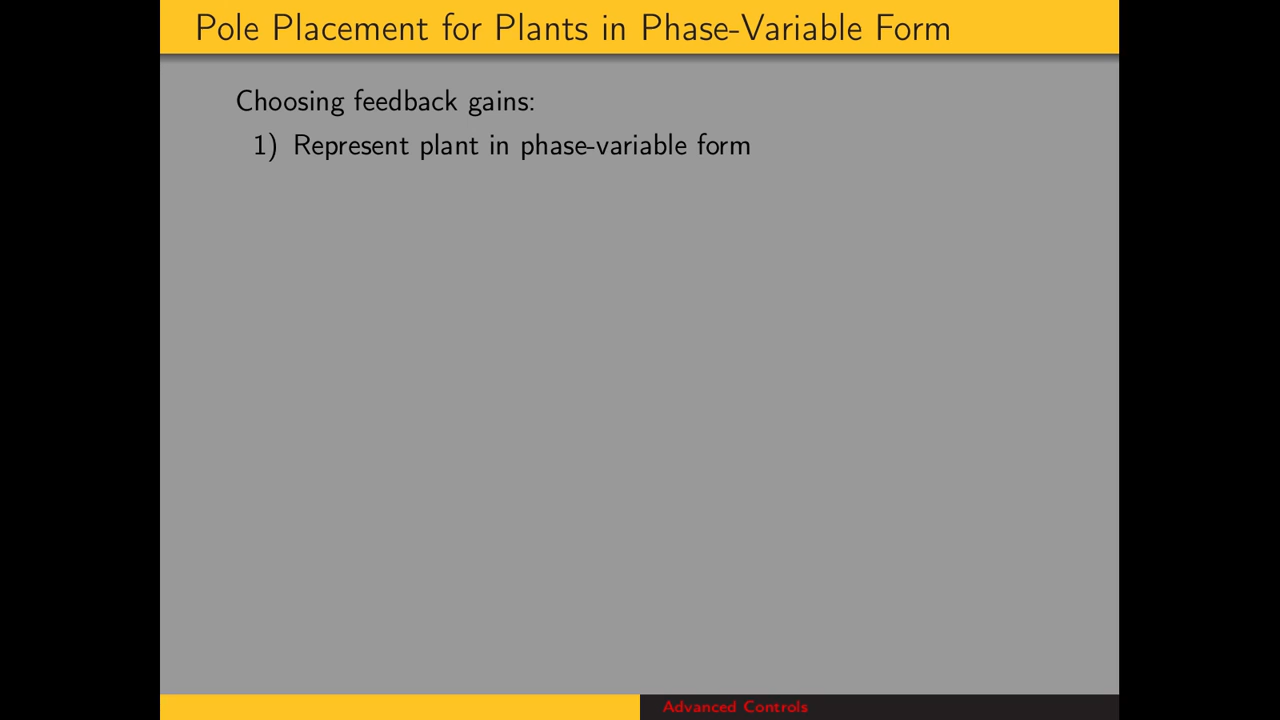 Pole Placement for Plants in Phase-Variable Form
Choosing feedback gains:
1) Represent plant in phase-variable form
Advanced Controls